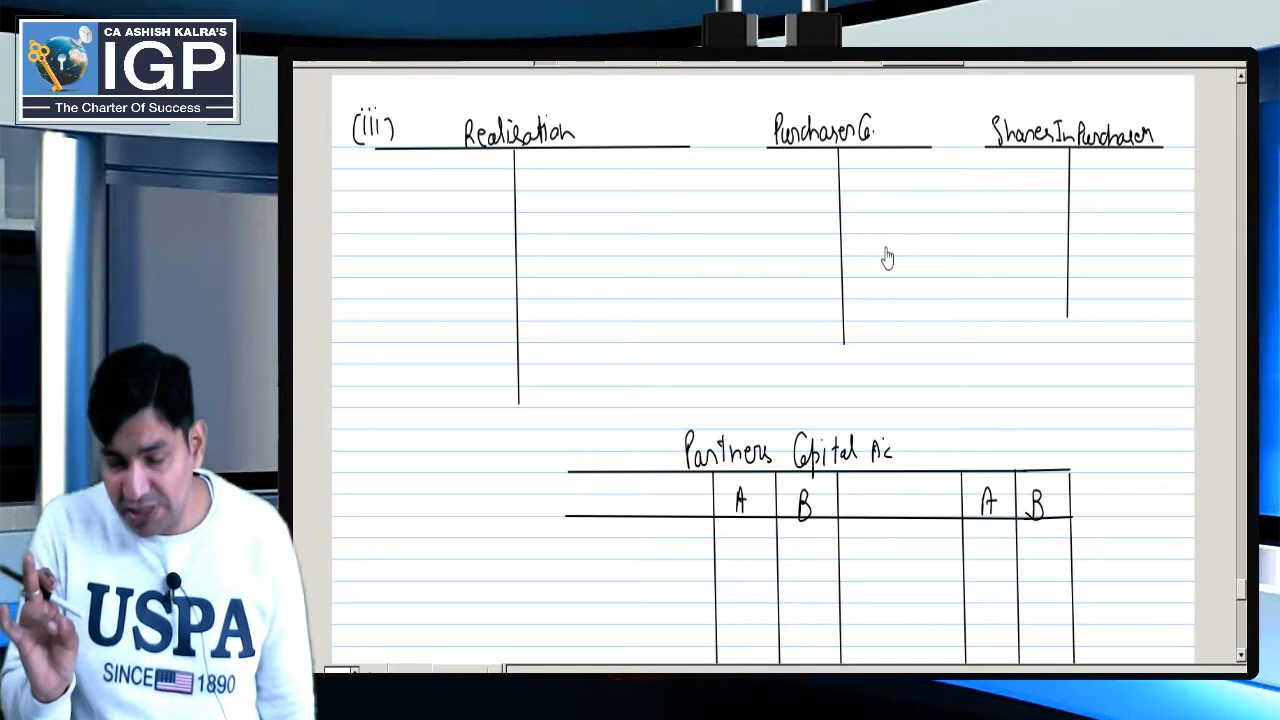 CA ASHISH KALRA'S
IGP
The Charter Of Success
(iii) Realisation Purchaser Co. Shares In Purchaser
Partners Capital A/c
A B A B
USPA
SINCE 1890